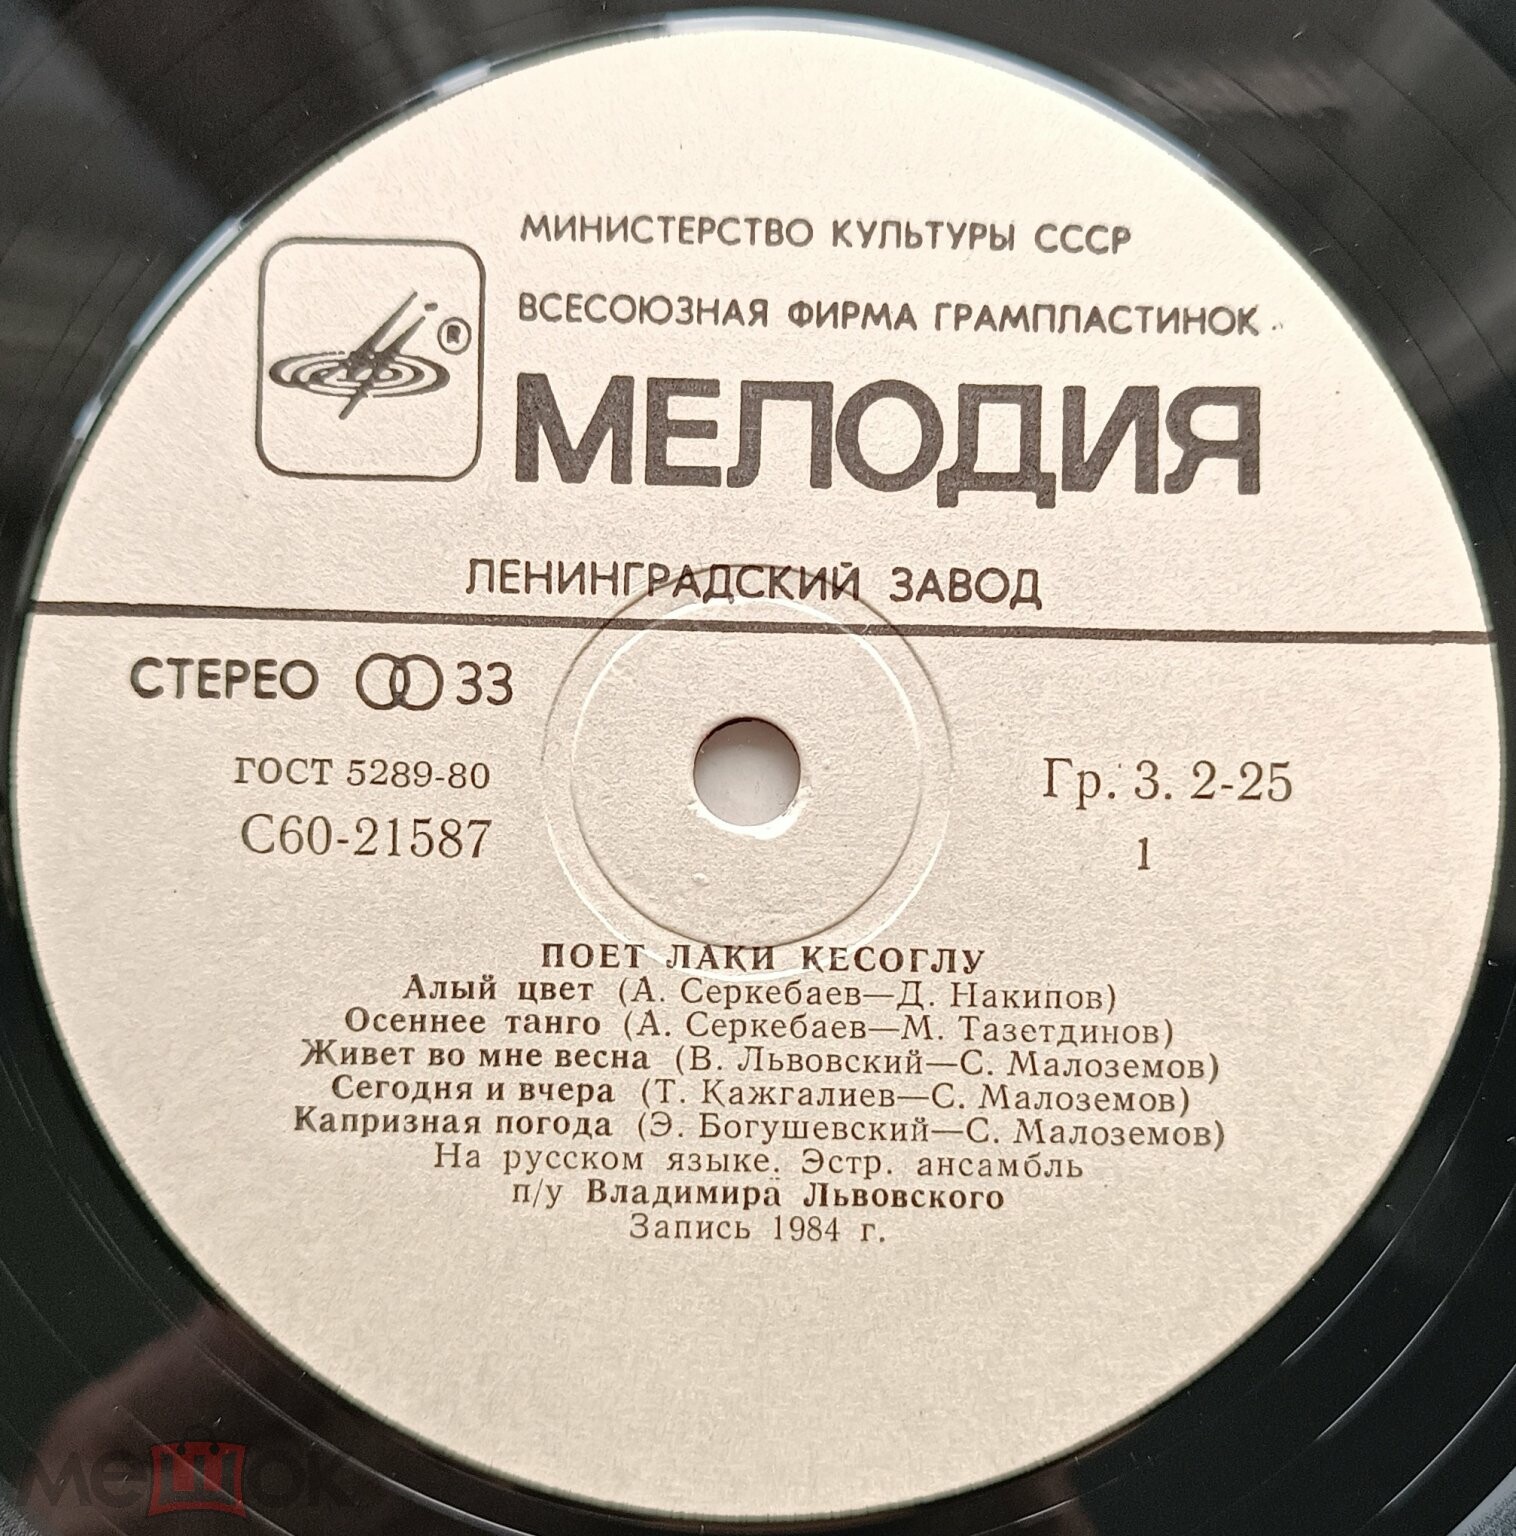 МИНИСТЕРСТВО КУЛЬТУРЫ СССР
ВСЕСОЮЗНАЯ ФИРМА ГРАМПЛАСТИНОК
®
МЕЛОДИЯ
ЛЕНИНГРАДСКИЙ ЗАВОД
СТЕРЕО 33
ГОСТ 5289-80
С60-21587
Гр. 3. 2-25
1
ПОЕТ ЛАКИ КЕСОГЛУ
Алый цвет (А. Серкебаев—Д. Накипов)
Осеннее танго (А. Серкебаев—М. Тазетдинов)
Живет во мне весна (В. Львовский—С. Малоземов)
Сегодня и вчера (Т. Кажгалиев—С. Малоземов)
Капризная погода (Э. Богушевский—С. Малоземов)
На русском языке. Эстр. ансамбль
п/у Владимира Львовского
Запись 1984 г.
мешок